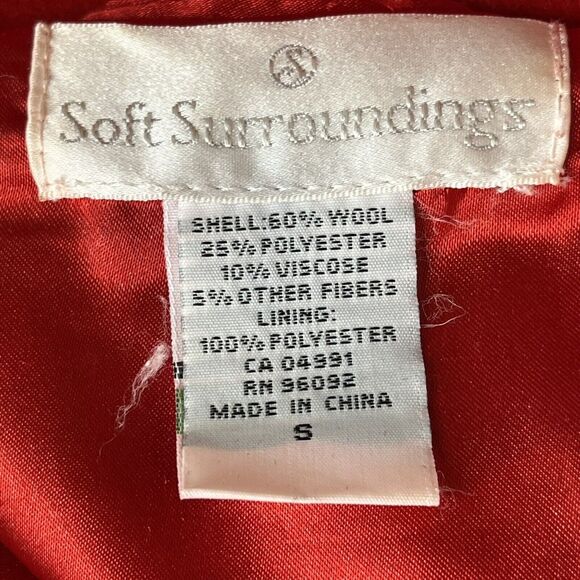 S
Soft Surroundings
SHELL:60% WOOL
25% POLYESTER
10% VISCOSE
5% OTHER FIBERS
LINING:
100% POLYESTER
CA 04991
RN 96092
MADE IN CHINA
S